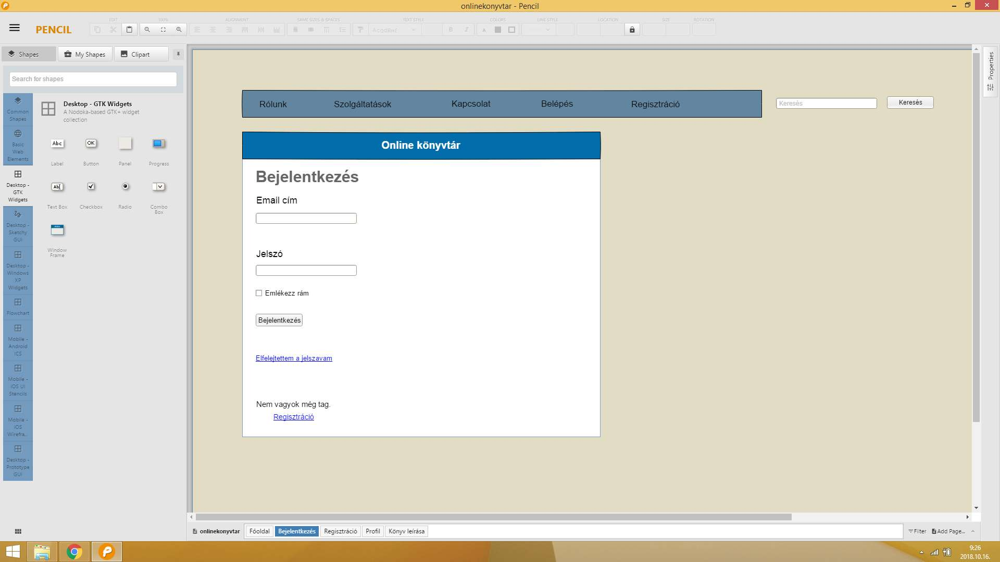 onlinekonyvtar - Pencil
PENCIL
EDIT
100%
ALIGNMENT
SAME SIZES & SPACES
TEXT STYLE
COLORS
LINE STYLE
LOCATION
SIZE
ROTATION
AaBbEef
B
I
A
Shapes
My Shapes
Clipart
Search for shapes
Common
Shapes
Basic
Web
Elements
Desktop -
GTK
Widgets
Desktop -
Sketchy
GUI
Desktop -
Windows
XP
Widgets
Flowchart
Mobile -
Android
ICS
Mobile -
iOS UI
Stencils
Mobile -
iOS
Wirefra...
Desktop -
Prototype
GUI
Desktop - GTK Widgets
A Nodoka-based GTK+ widget
collection
Abc
OK
Label
Button
Panel
Progress
Ab
Text Box
Checkbox
Radio
Combo
Box
Window
Frame
Rólunk
Szolgáltatások
Kapcsolat
Belépés
Regisztráció
Keresés
Keresés
Online könyvtár
Bejelentkezés
Email cím
Jelszó
Emlékezz rám
Bejelentkezés
Elfelejtettem a jelszavam
Nem vagyok még tag.
Regisztráció
Properties
onlinekonyvtar
Főoldal
Bejelentkezés
Regisztráció
Profil
Könyv leírása
Filter
Add Page...
9:26
2018.10.16.